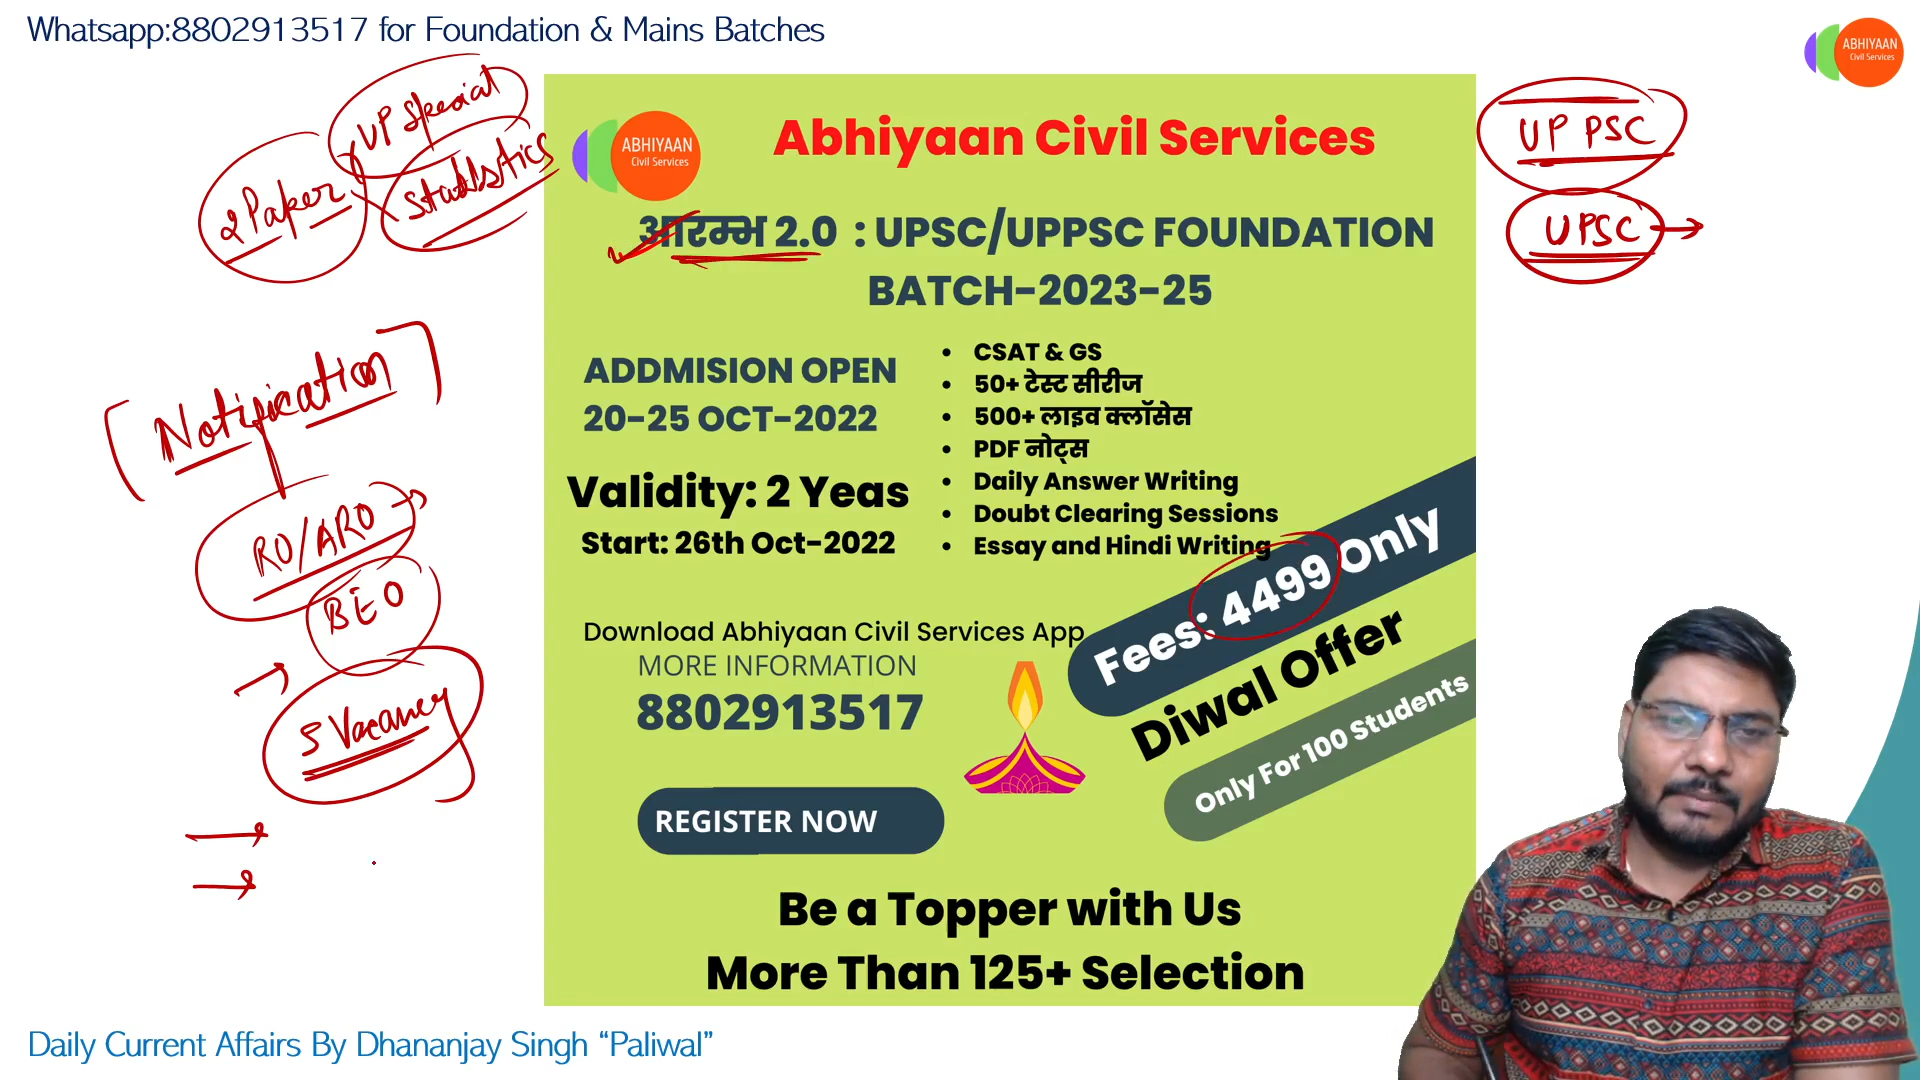 Whatsapp:8802913517 for Foundation & Mains Batches
ABHIYAAN
Civil Services
UP Special
2 Paper
Statistics
[Notification]
RO/ARO
BEO
5 Vacancy
ABHIYAAN
Civil Services
Abhiyaan Civil Services
आरम्भ 2.0 : UPSC/UPPSC FOUNDATION
BATCH-2023-25
ADDMISION OPEN
20-25 OCT-2022
Validity: 2 Yeas
Start: 26th Oct-2022
• CSAT & GS
• 50+ टेस्ट सीरीज
• 500+ लाइव क्लॉसेस
• PDF नोट्स
• Daily Answer Writing
• Doubt Clearing Sessions
• Essay and Hindi Writing
Fees: 4499 Only
Diwal Offer
Only For 100 Students
Download Abhiyaan Civil Services App
MORE INFORMATION
8802913517
REGISTER NOW
Be a Topper with Us
More Than 125+ Selection
UPPSC
UPSC
Daily Current Affairs By Dhananjay Singh “Paliwal”